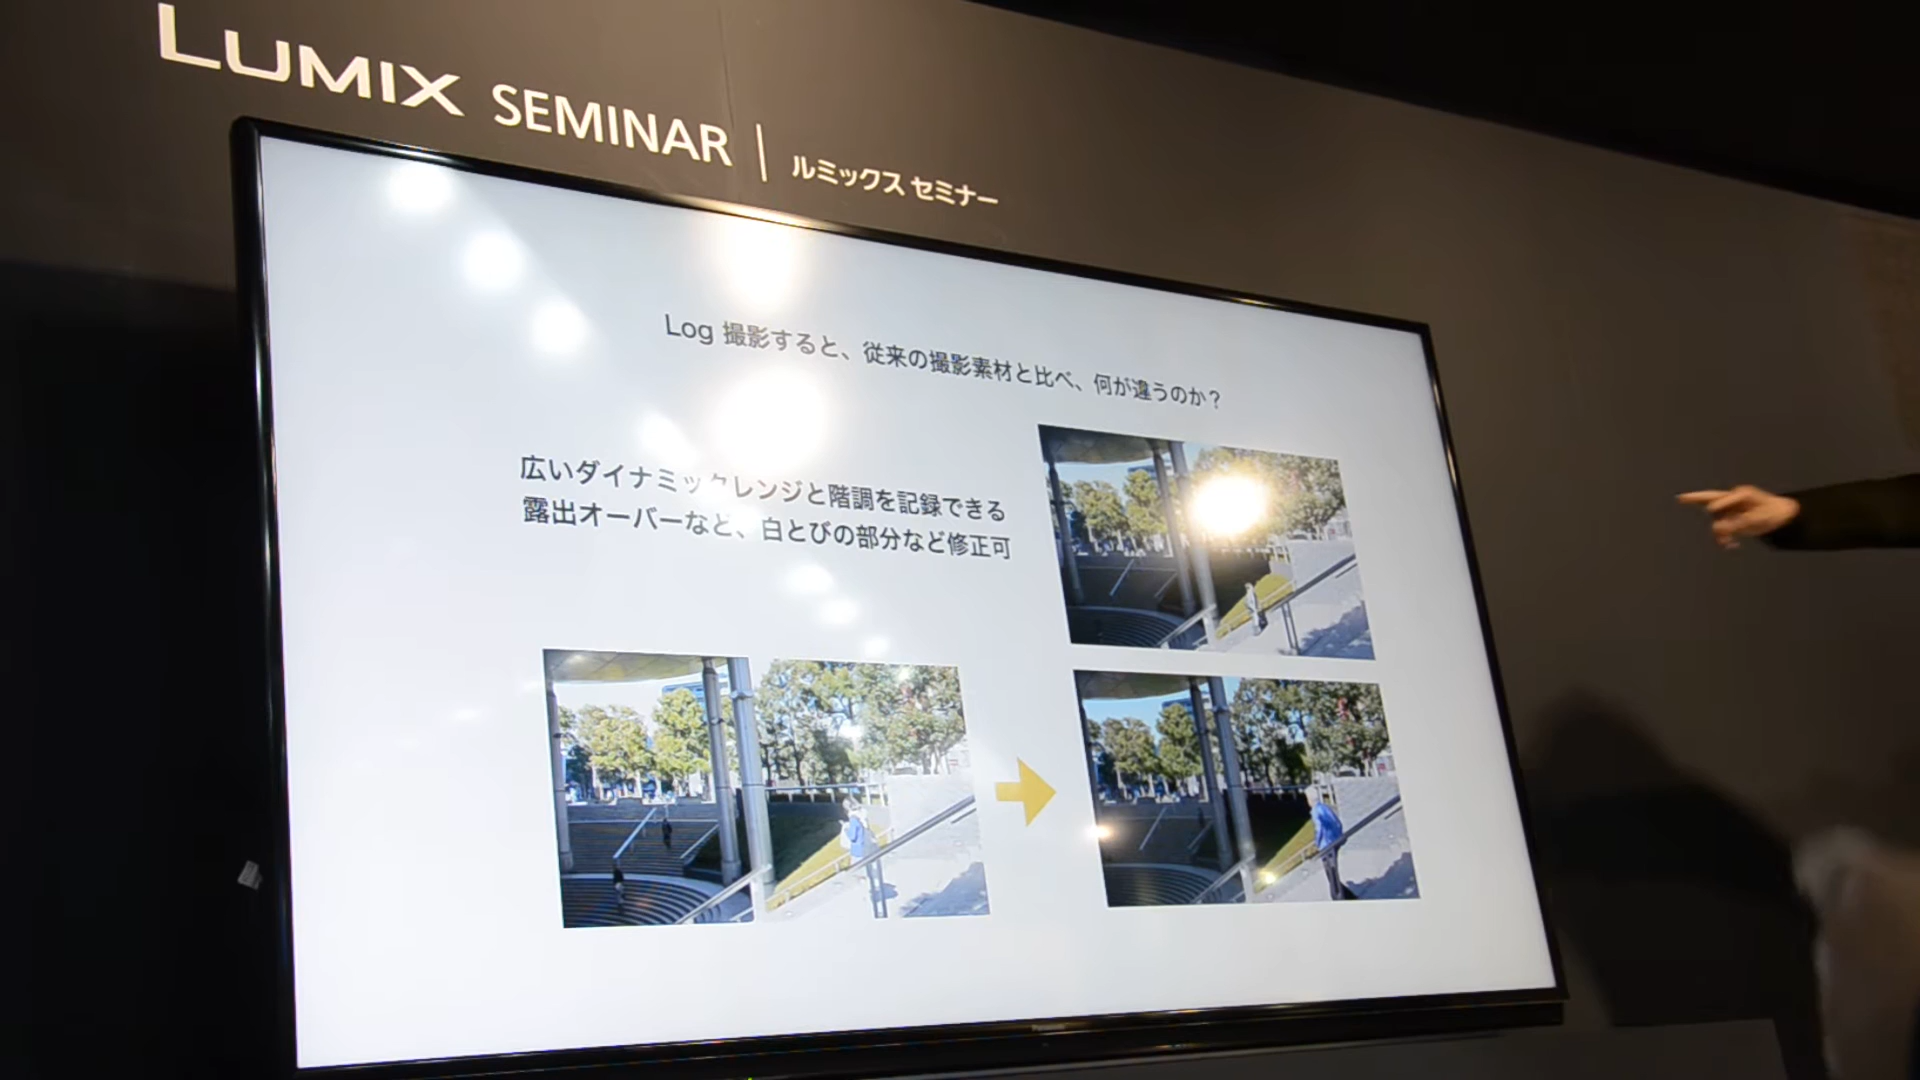 LUMIX SEMINAR | ルミックス セミナー
Log 撮影すると、従来の撮影素材と比べ、何が違うのか?
広いダイナミックレンジと階調を記録できる
露出オーバーなど、白とびの部分など修正可
Panasonic